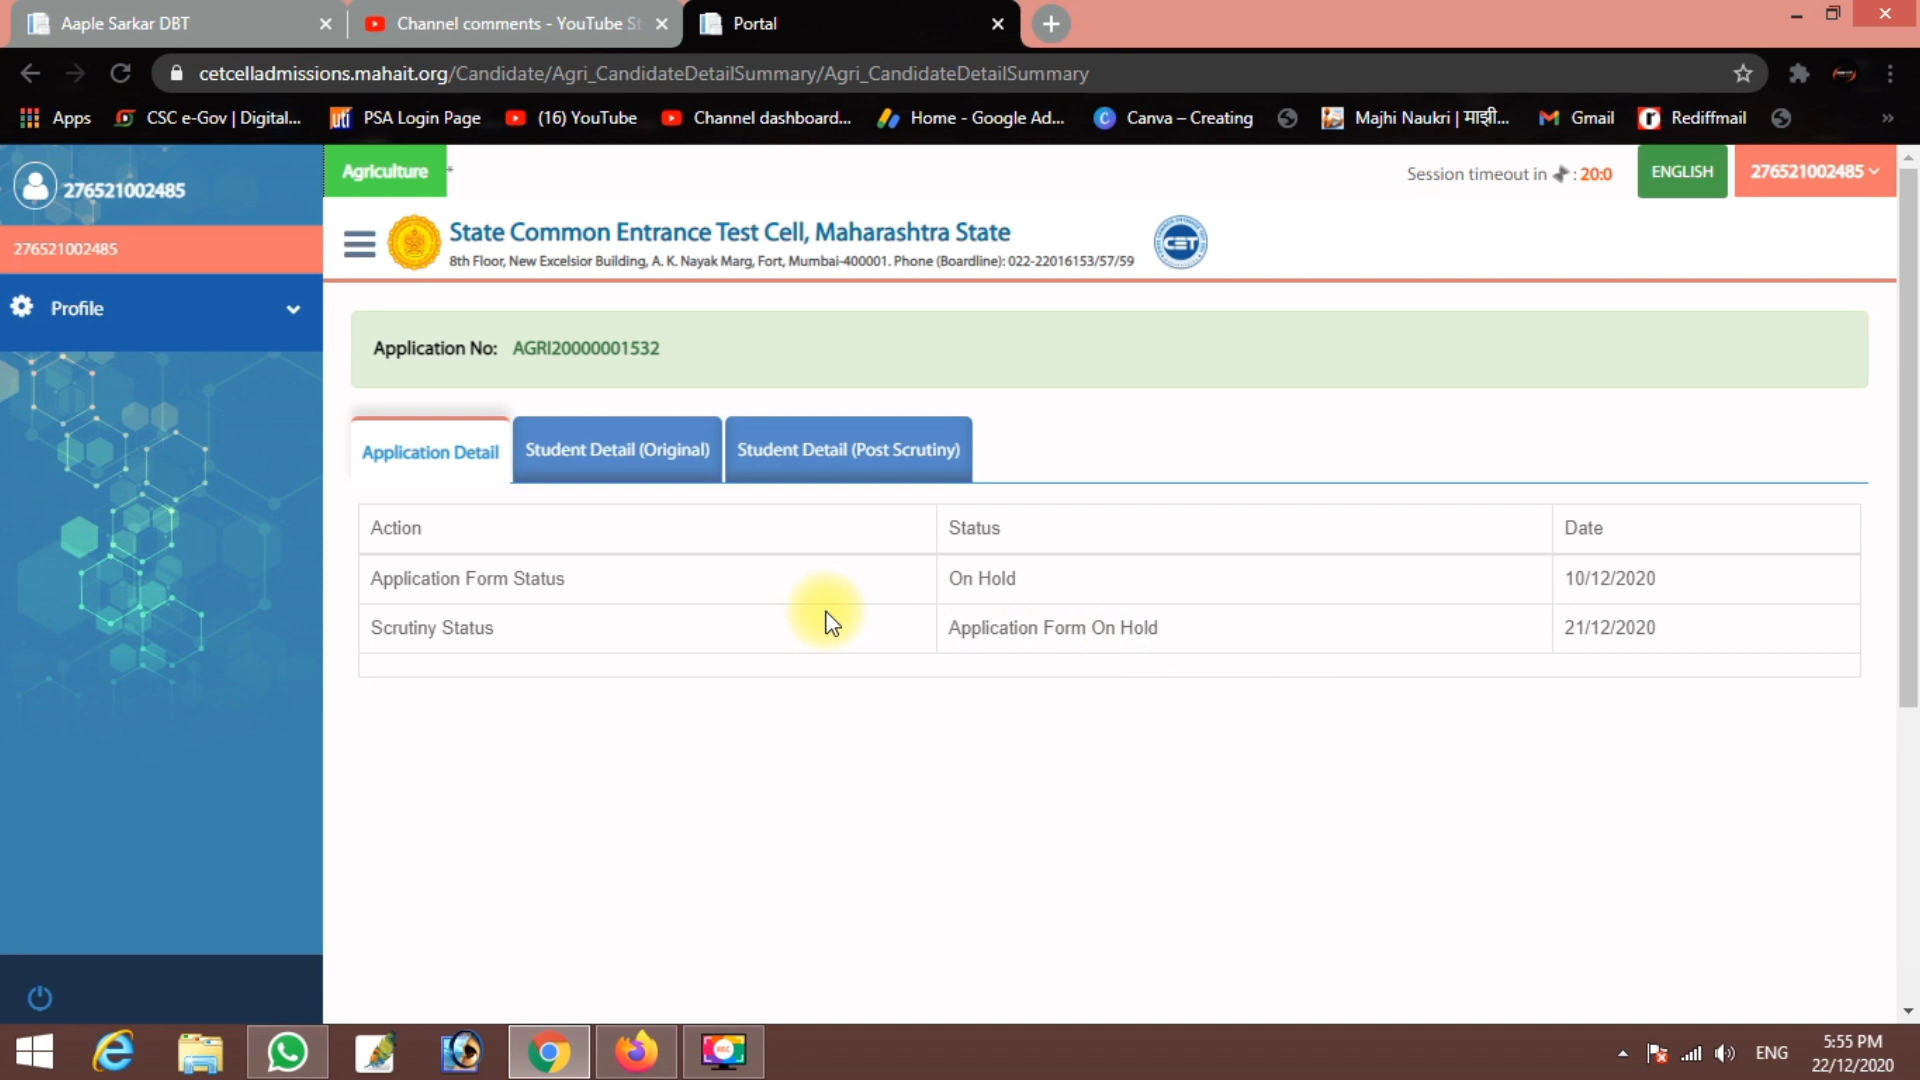 Aaple Sarkar DBT
Channel comments - YouTube St
Portal
cetcelladmissions.mahait.org/Candidate/Agri_CandidateDetailSummary/Agri_CandidateDetailSummary
Apps
CSC e-Gov | Digital...
uti
PSA Login Page
(16) YouTube
Channel dashboard...
Home - Google Ad...
C
Canva – Creating
Majhi Naukri | माझी...
Gmail
r
Rediffmail
»
276521002485
276521002485
Profile
Agriculture
*
Session timeout in : 20:0
ENGLISH
276521002485
State Common Entrance Test Cell, Maharashtra State
8th Floor, New Excelsior Building, A. K. Nayak Marg, Fort, Mumbai-400001. Phone (Boardline): 022-22016153/57/59
CET
Application No: AGRI20000001532
Application Detail
Student Detail (Original)
Student Detail (Post Scrutiny)
Action Status Date
Application Form Status On Hold 10/12/2020
Scrutiny Status Application Form On Hold 21/12/2020
REC
ENG
5:55 PM
22/12/2020